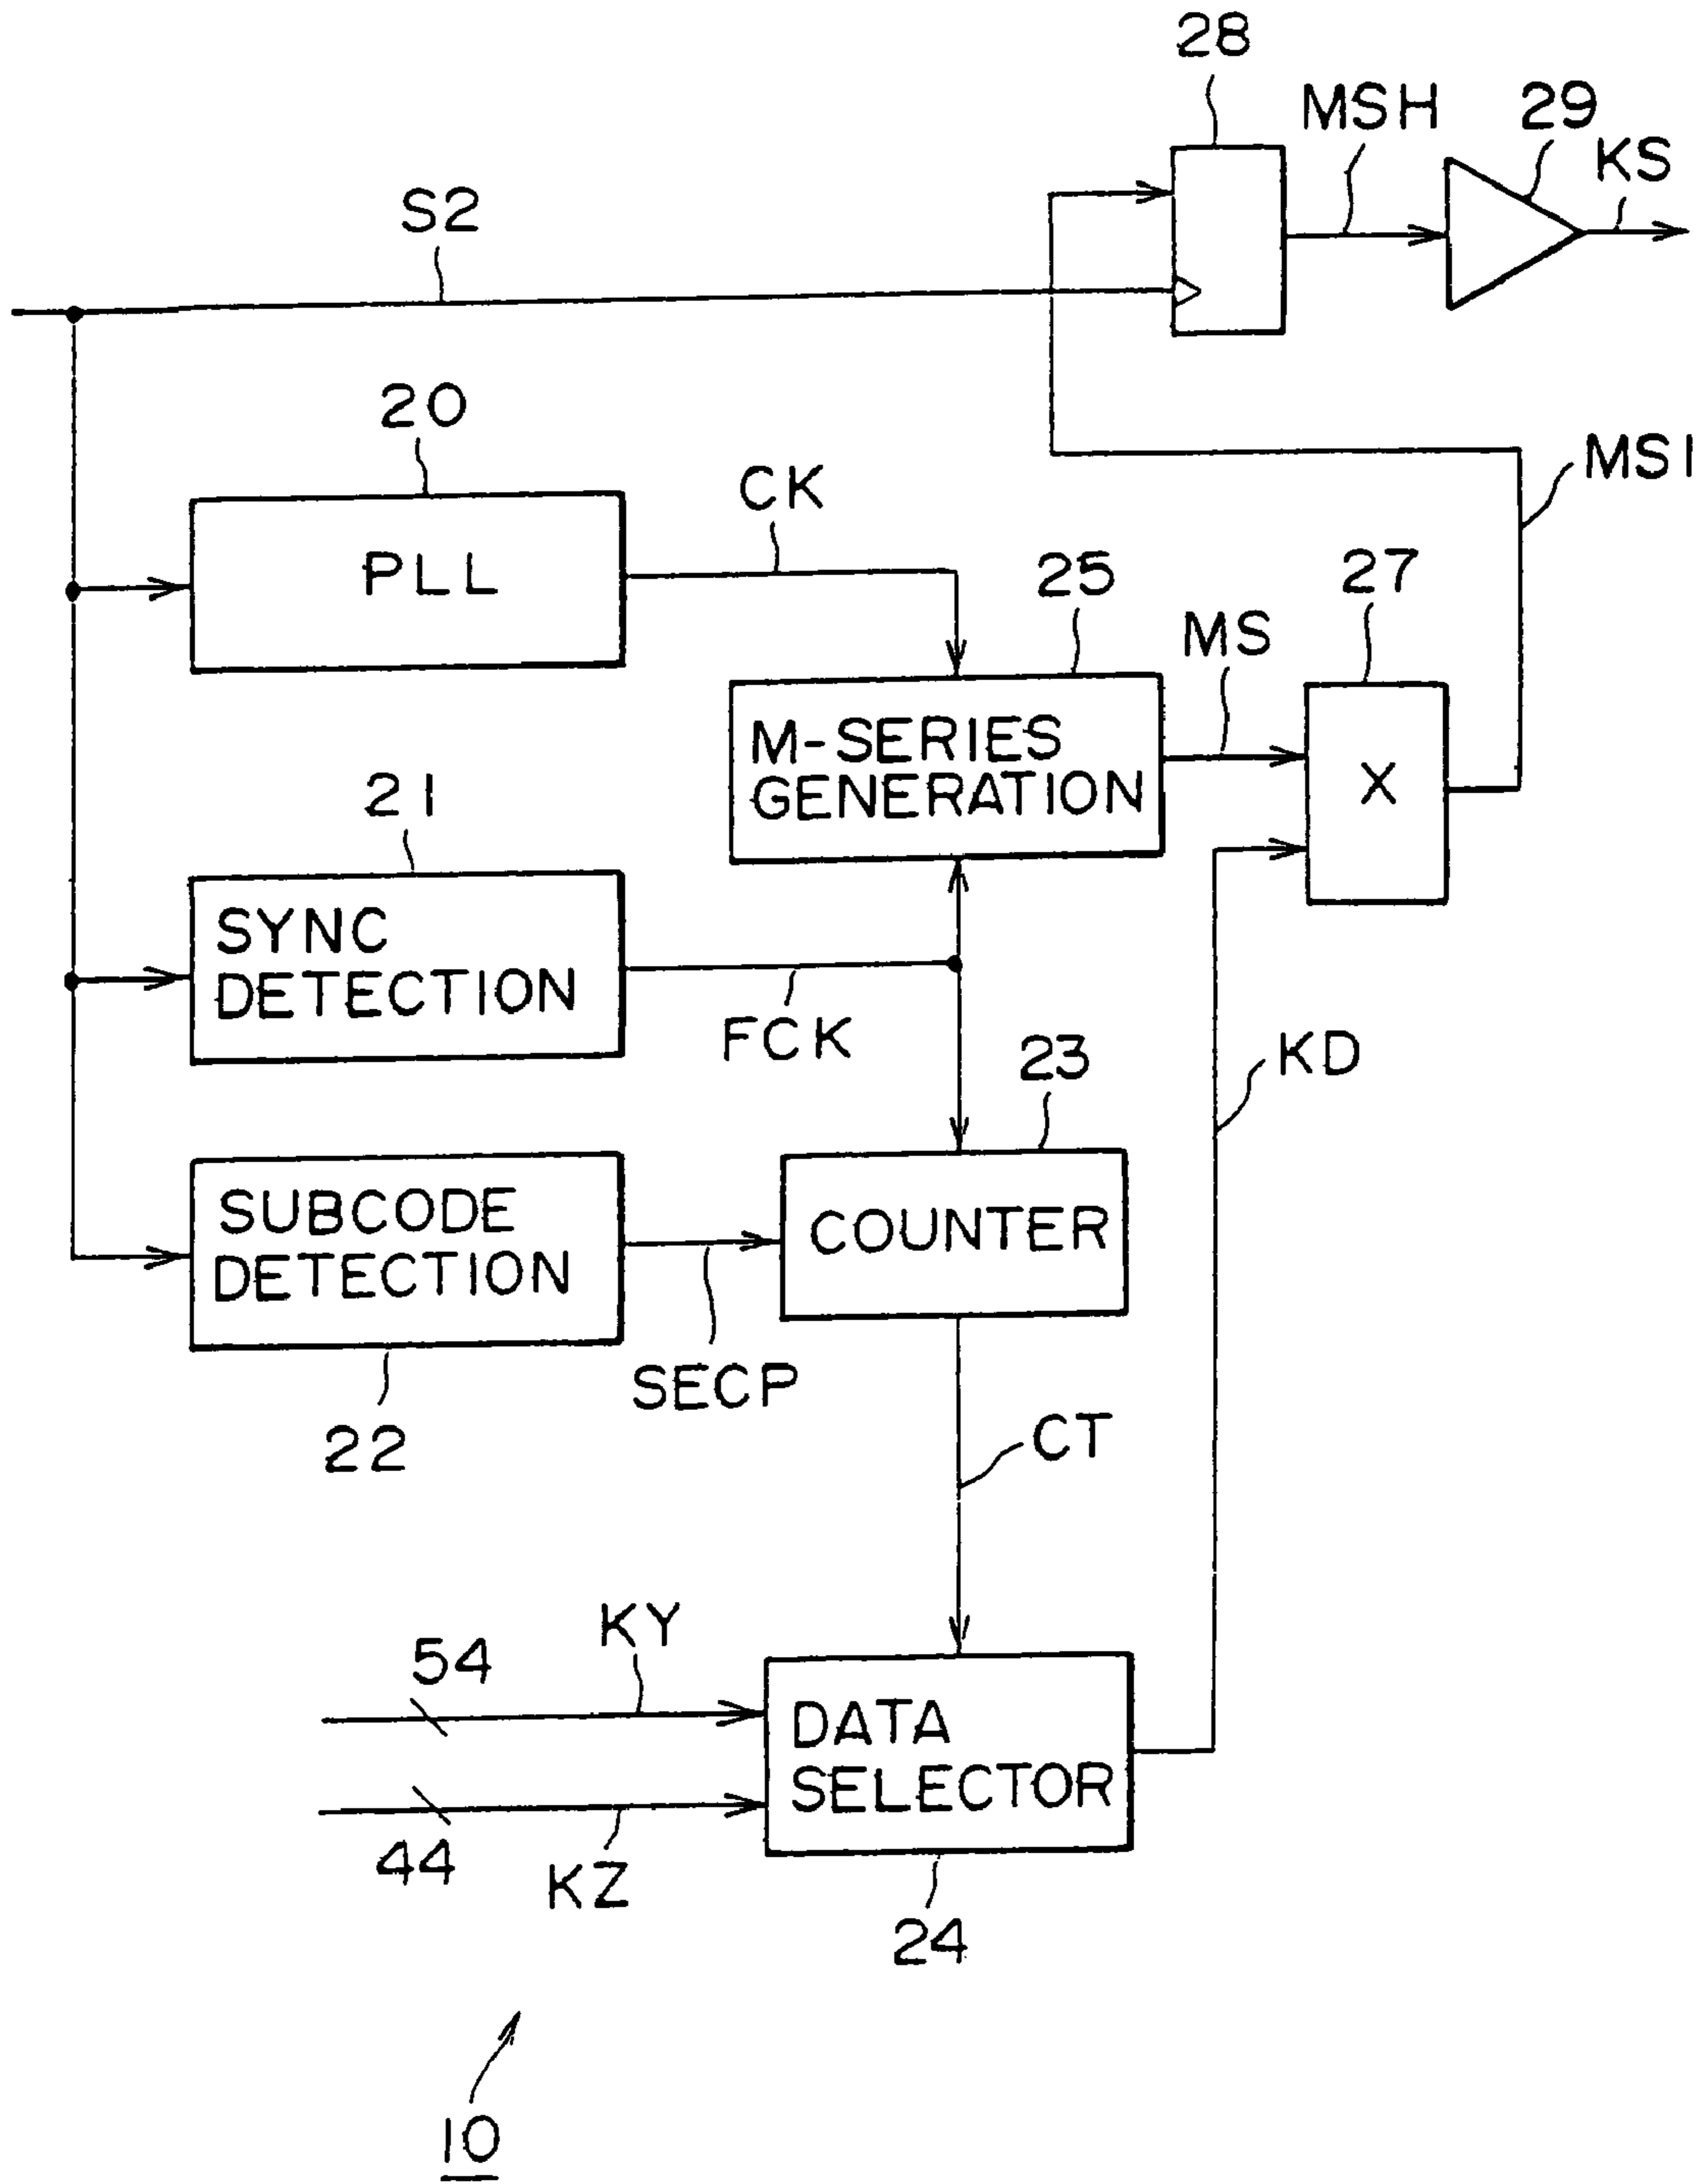 28
MSH
29
KS
S2
20
CK
MS1
PLL
25
27
MS
M-SERIES
GENERATION
X
21
SYNC
DETECTION
FCK
23
KD
SUBCODE
DETECTION
COUNTER
SECP
22
CT
54
KY
DATA
SELECTOR
44
KZ
24
10